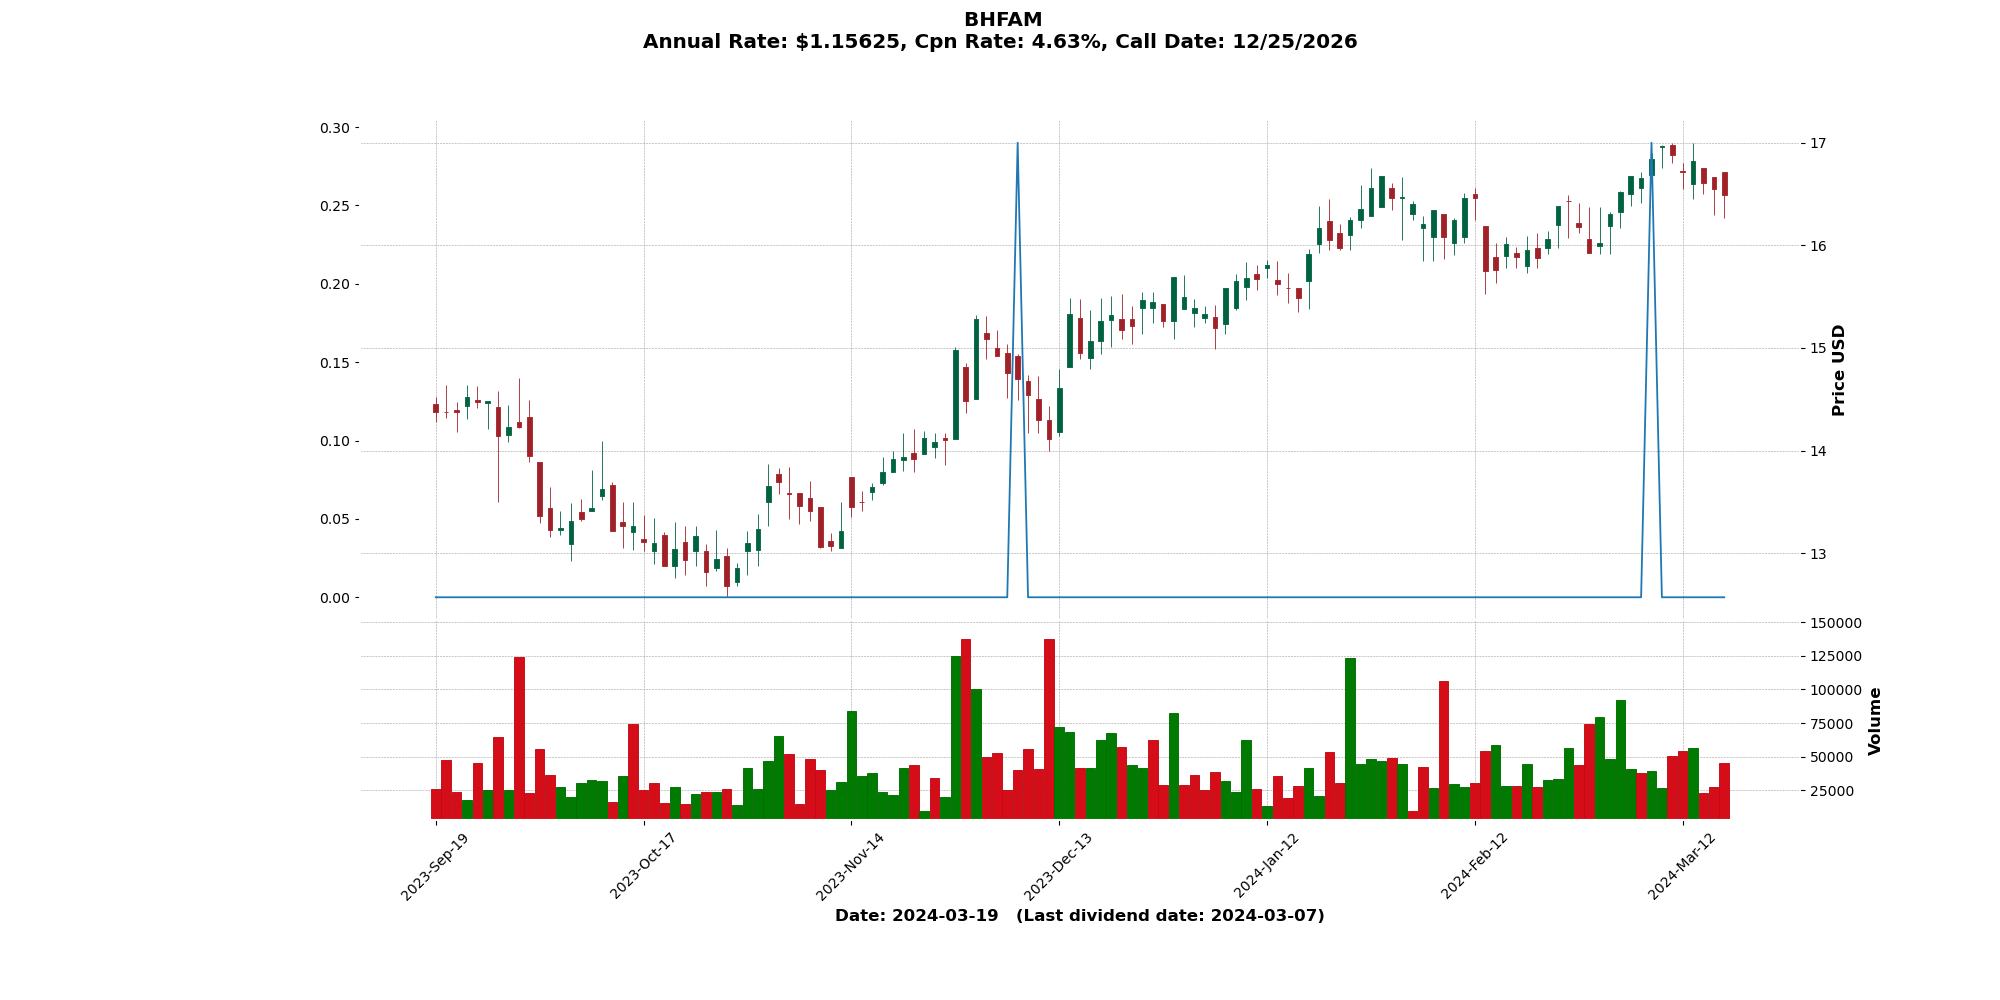 BHFAM
Annual Rate: $1.15625, Cpn Rate: 4.63%, Call Date: 12/25/2026
0.30
0.25
0.20
0.15
0.10
0.05
0.00
17
16
15
14
13
Price USD
150000
125000
100000
75000
50000
25000
Volume
2023-Sep-19
2023-Oct-17
2023-Nov-14
2023-Dec-13
2024-Jan-12
2024-Feb-12
2024-Mar-12
Date: 2024-03-19   (Last dividend date: 2024-03-07)